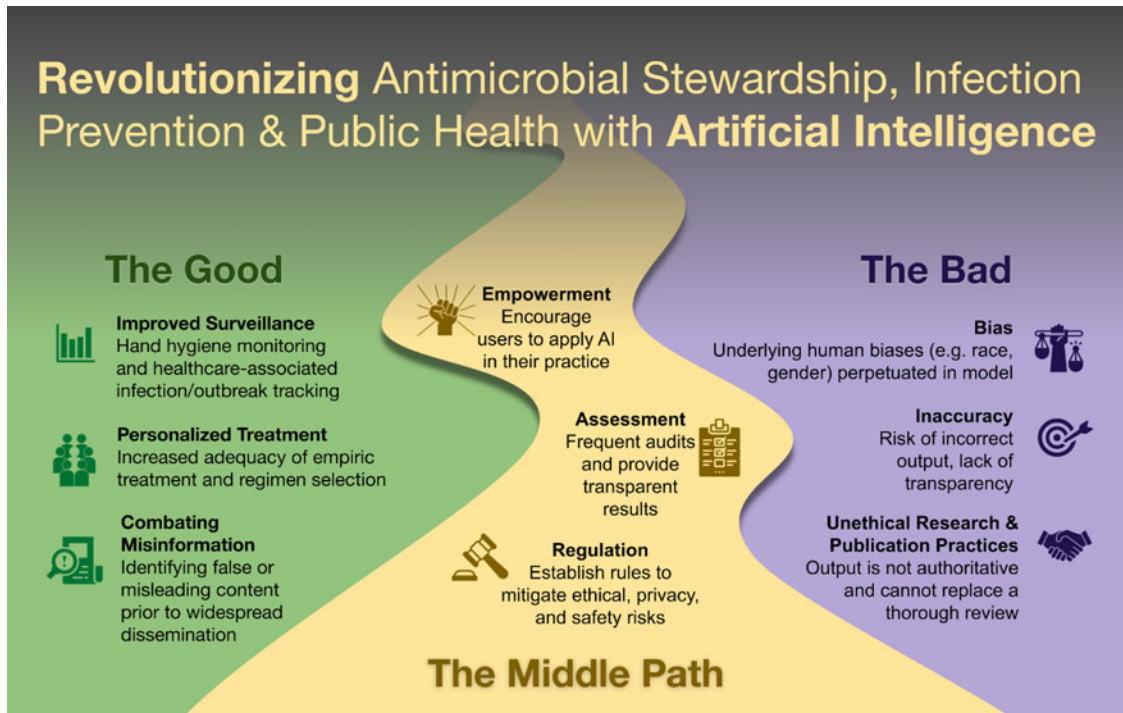 Revolutionizing Antimicrobial Stewardship, Infection
Prevention & Public Health with Artificial Intelligence
The Good
Improved Surveillance
Hand hygiene monitoring
and healthcare-associated
infection/outbreak tracking
Personalized Treatment
Increased adequacy of empiric
treatment and regimen selection
Combating
Misinformation
Identifying false or
misleading content
prior to widespread
dissemination
Empowerment
Encourage
users to apply AI
in their practice
Assessment
Frequent audits
and provide
transparent
results
Regulation
Establish rules to
mitigate ethical, privacy,
and safety risks
The Middle Path
The Bad
Bias
Underlying human biases (e.g. race,
gender) perpetuated in model
Inaccuracy
Risk of incorrect
output, lack of
transparency
Unethical Research &
Publication Practices
Output is not authoritative
and cannot replace a
thorough review